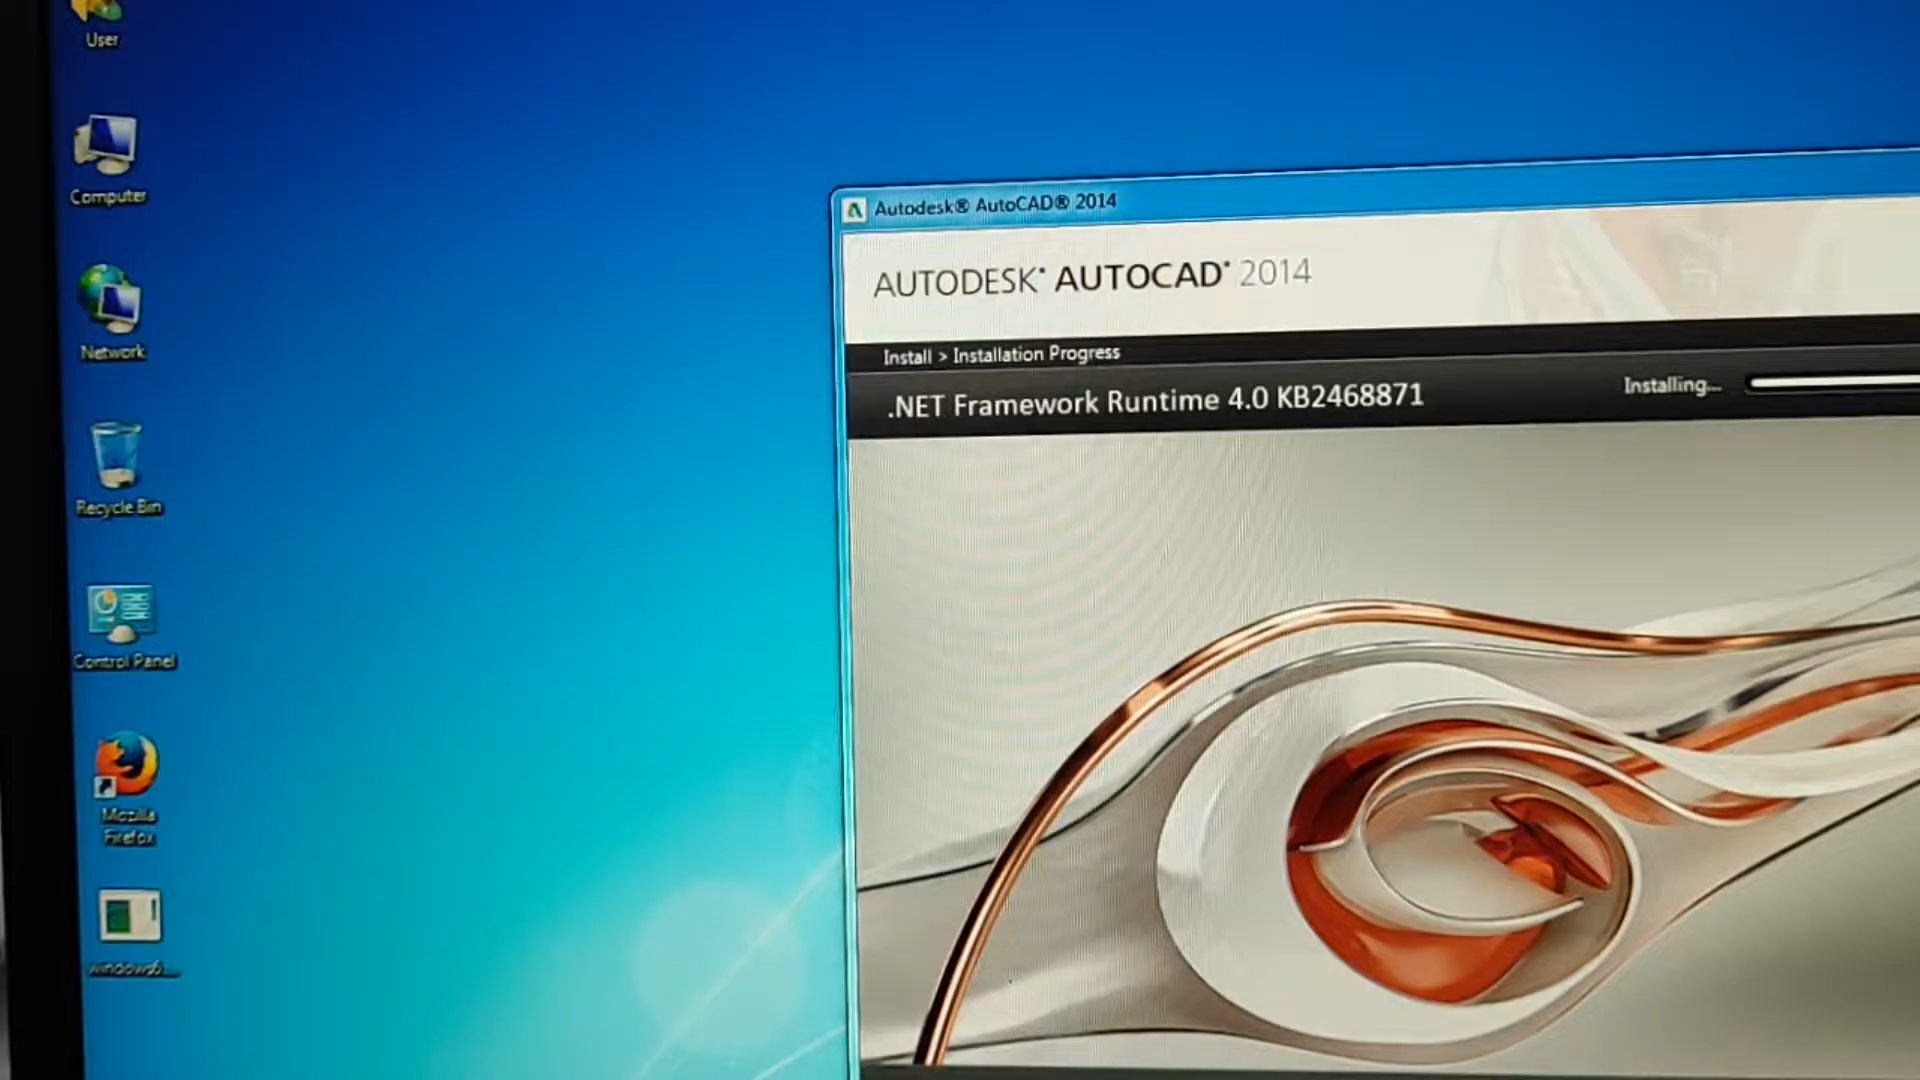 User
Computer
Network
Recycle Bin
Control Panel
Mozilla
Firefox
Autodesk® AutoCAD® 2014
AUTODESK® AUTOCAD® 2014
Install > Installation Progress
.NET Framework Runtime 4.0 KB2468871
Installing...